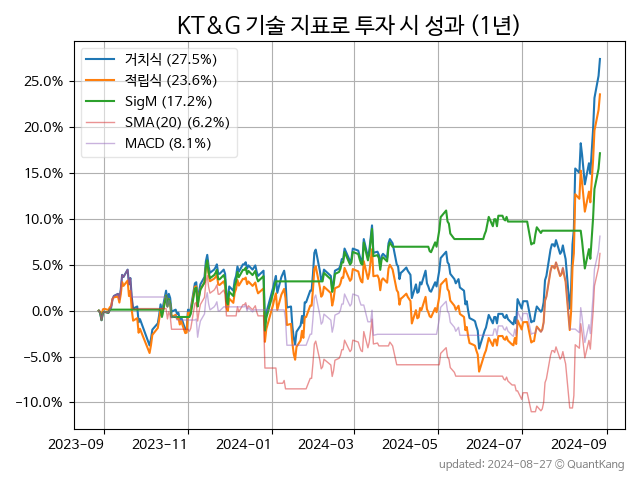 KT&G 기술 지표로 투자 시 성과 (1년)
거치식 (27.5%)
적립식 (23.6%)
SigM (17.2%)
SMA(20) (6.2%)
MACD (8.1%)
25.0%
20.0%
15.0%
10.0%
5.0%
0.0%
−5.0%
−10.0%
2023-09 2023-11 2024-01 2024-03 2024-05 2024-07 2024-09
updated: 2024-08-27 © QuantKang